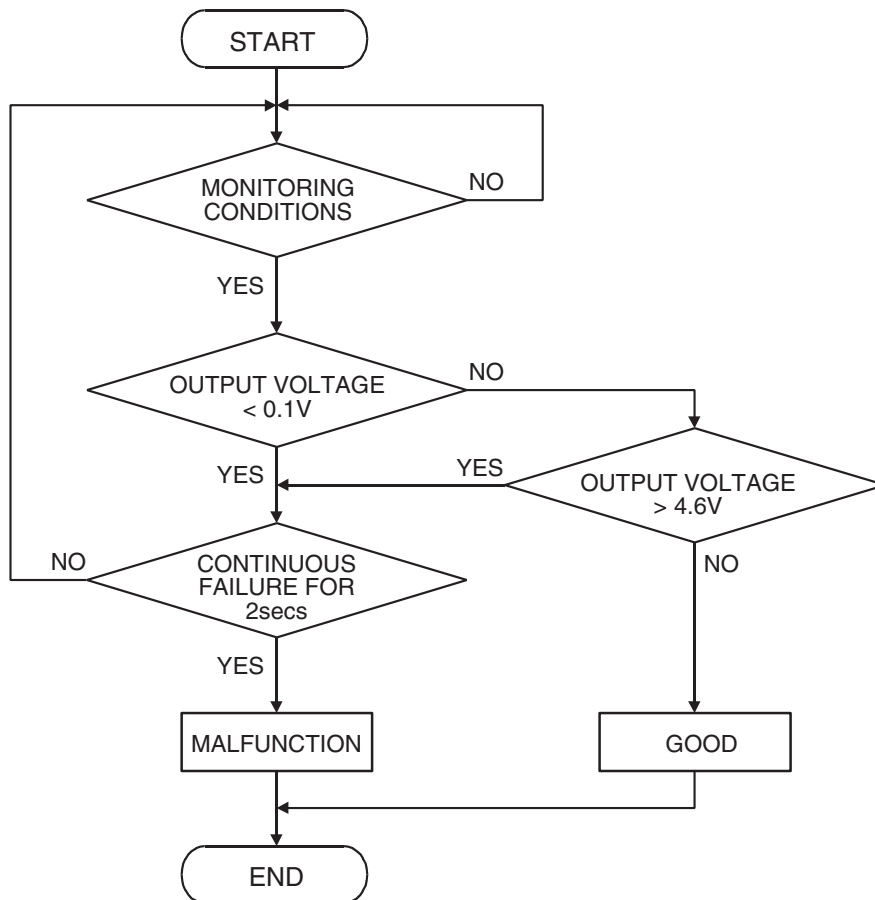 START
MONITORING
CONDITIONS
NO
YES
OUTPUT VOLTAGE
< 0.1V
NO
YES
YES
OUTPUT VOLTAGE
> 4.6V
NO
CONTINUOUS
FAILURE FOR
2secs
NO
YES
MALFUNCTION
GOOD
END